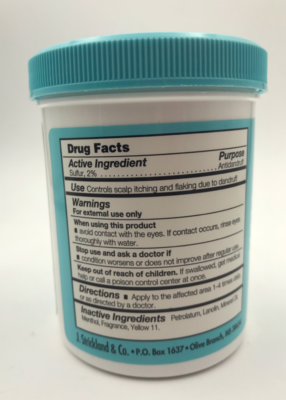 Drug Facts
Active Ingredient Purpose
Sulfur, 2% Antidandruff
Use Controls scalp itching and flaking due to dandruff
Warnings
For external use only
When using this product
■ avoid contact with the eyes. If contact occurs, rinse eyes
thoroughly with water.
Stop use and ask a doctor if
■ condition worsens or does not improve after regular use
Keep out of reach of children. If swallowed, get medical
help or call a poison control center at once.
Directions ■ Apply to the affected area 1-4 times daily
or as directed by a doctor.
Inactive Ingredients Petrolatum, Lanolin, Mineral
Menthol, Fragrance, Yellow 11.
J. Strickland & Co. • P.O. Box 1637 • Olive Branch, MS